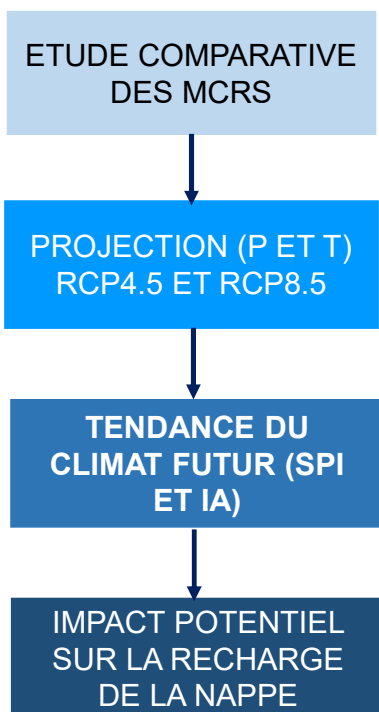 ETUDE COMPARATIVE
DES MCRS
PROJECTION (P ET T)
RCP4.5 ET RCP8.5
TENDANCE DU
CLIMAT FUTUR (SPI
ET IA)
IMPACT POTENTIEL
SUR LA RECHARGE
DE LA NAPPE